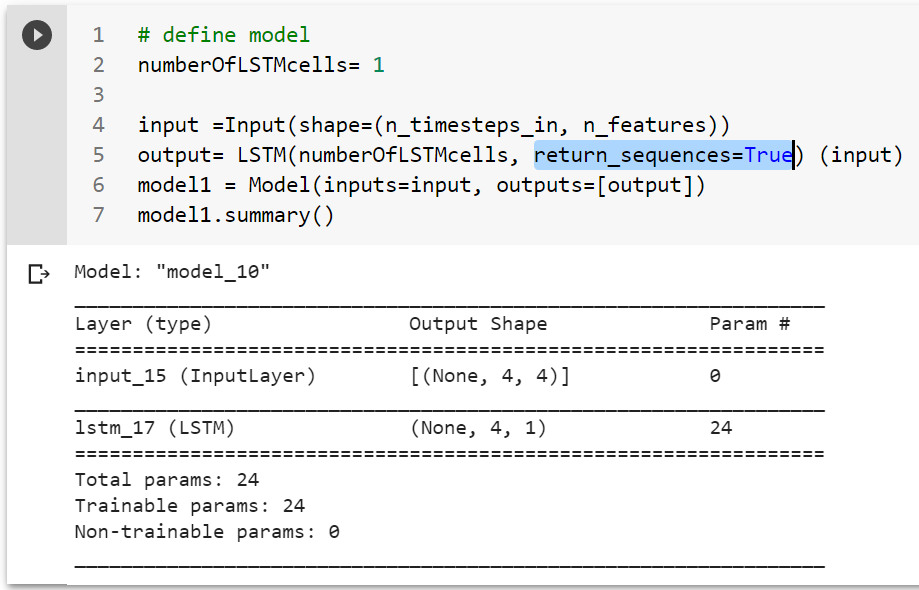 1 # define model
2 numberOfLSTMcells= 1
3
4 input =Input(shape=(n_timesteps_in, n_features))
5 output= LSTM(numberOfLSTMcells, return_sequences=True) (input)
6 model1 = Model(inputs=input, outputs=[output])
7 model1.summary()
Model: "model_10"
_________________________________________________________________
Layer (type) Output Shape Param #
=================================================================
input_15 (InputLayer) [(None, 4, 4)] 0
_________________________________________________________________
lstm_17 (LSTM) (None, 4, 1) 24
=================================================================
Total params: 24
Trainable params: 24
Non-trainable params: 0
_________________________________________________________________